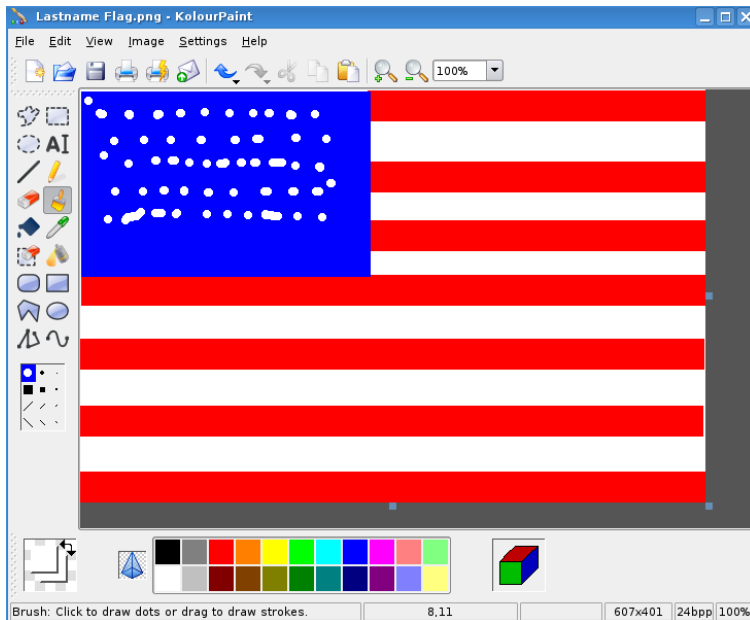 Lastname Flag.png - KolourPaint
File Edit View Image Settings Help
100%
AI
Brush: Click to draw dots or drag to draw strokes. 8,11 607x401 24bpp 100%